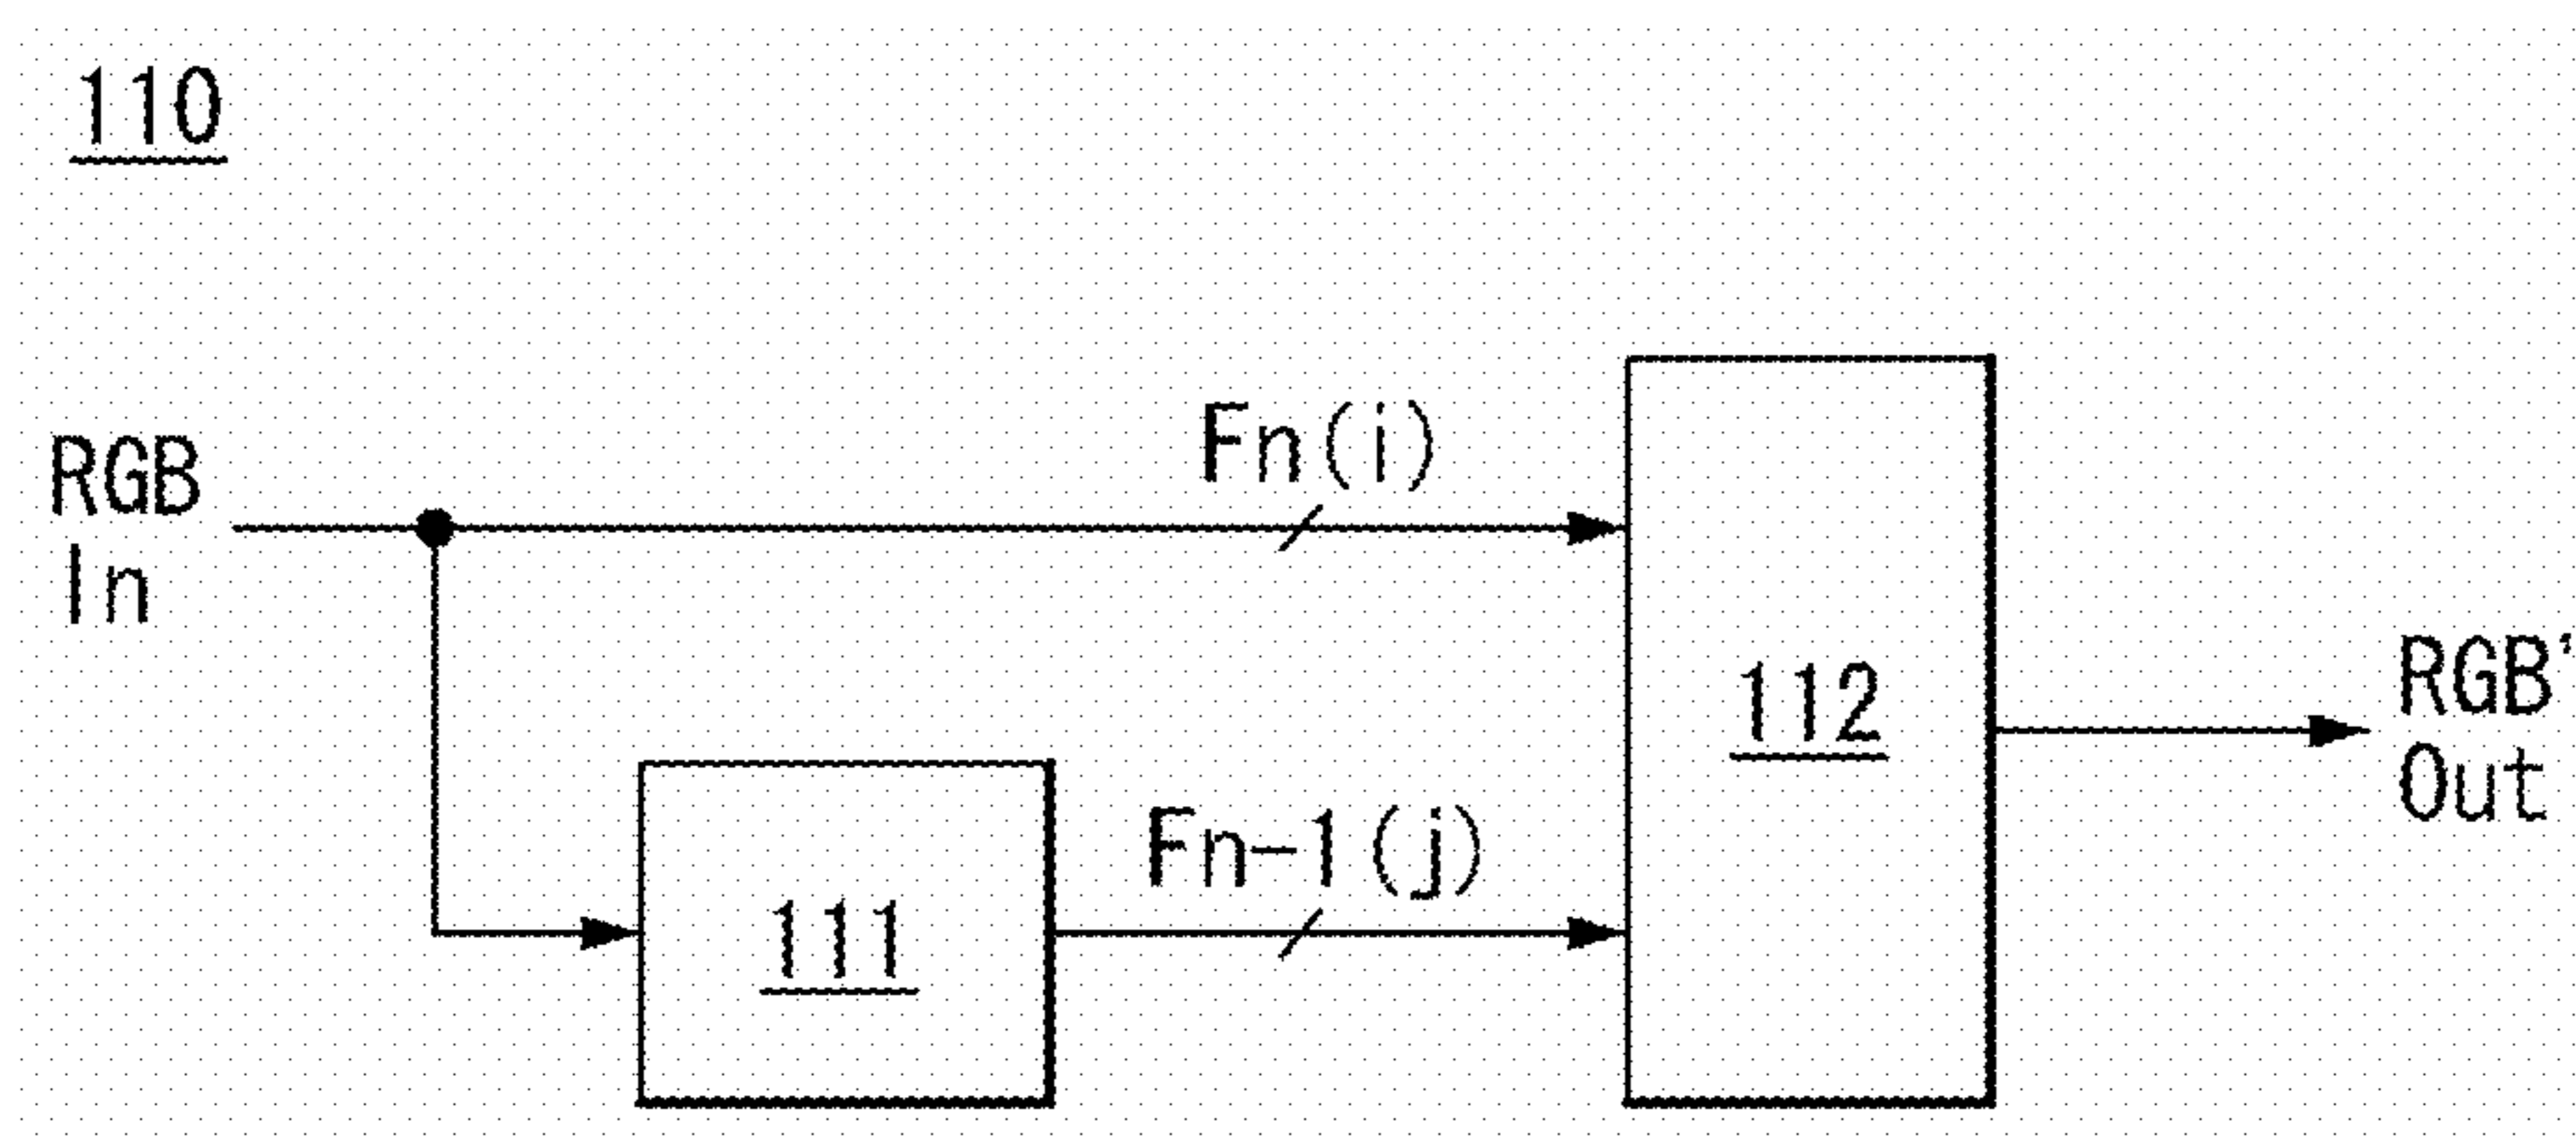 110
Fn(i)
RGB
In
112
RGB'
Out
Fn-1(j)
111